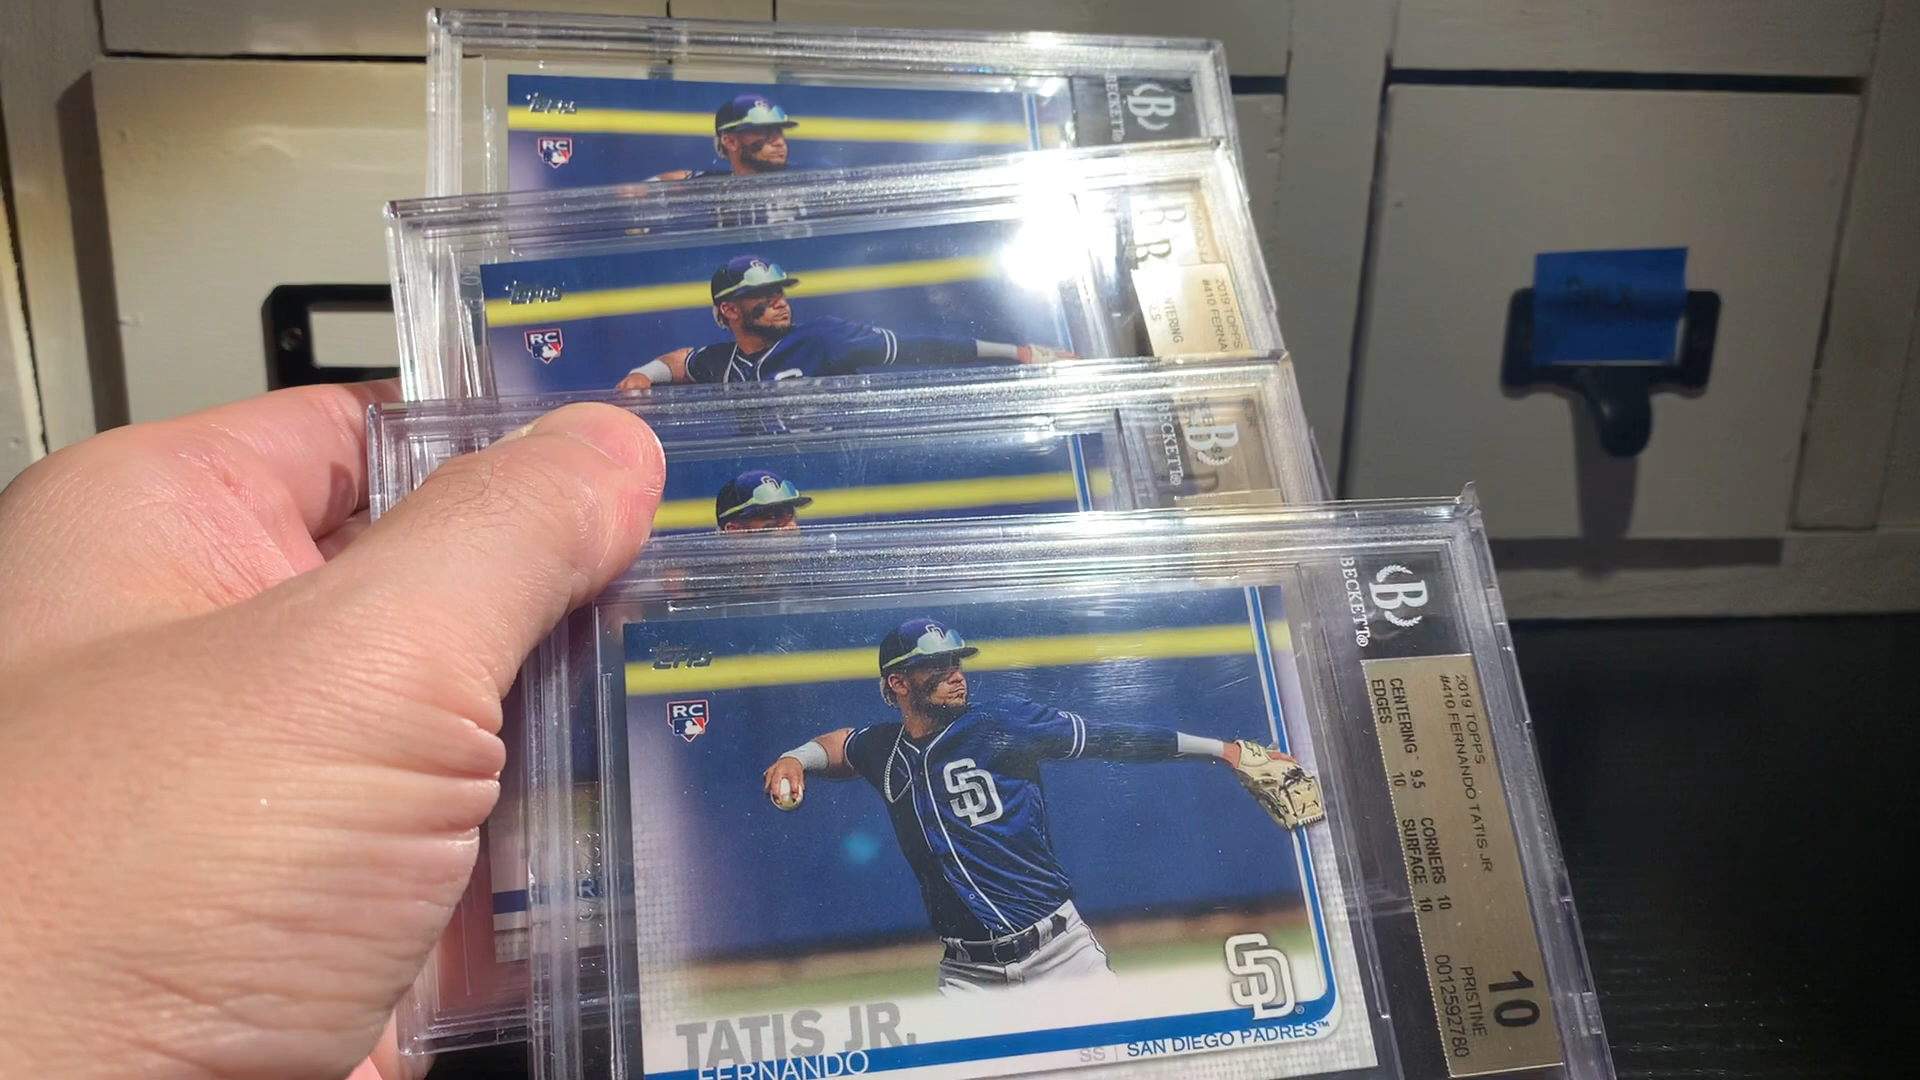 Topps
RC
BECKETT
B
Topps
RC
B
B
2019 TOPPS
#410 FERNA
BECKETT®
B
BECKETT®
B
Topps
RC
SD
SD
TATIS JR.
FERNANDO
SS | SAN DIEGO PADRES™
2019 TOPPS
#410 FERNANDO TATIS JR
CENTERING 9.5 CORNERS 10
EDGES 10 SURFACE 10
10
PRISTINE
0012592780